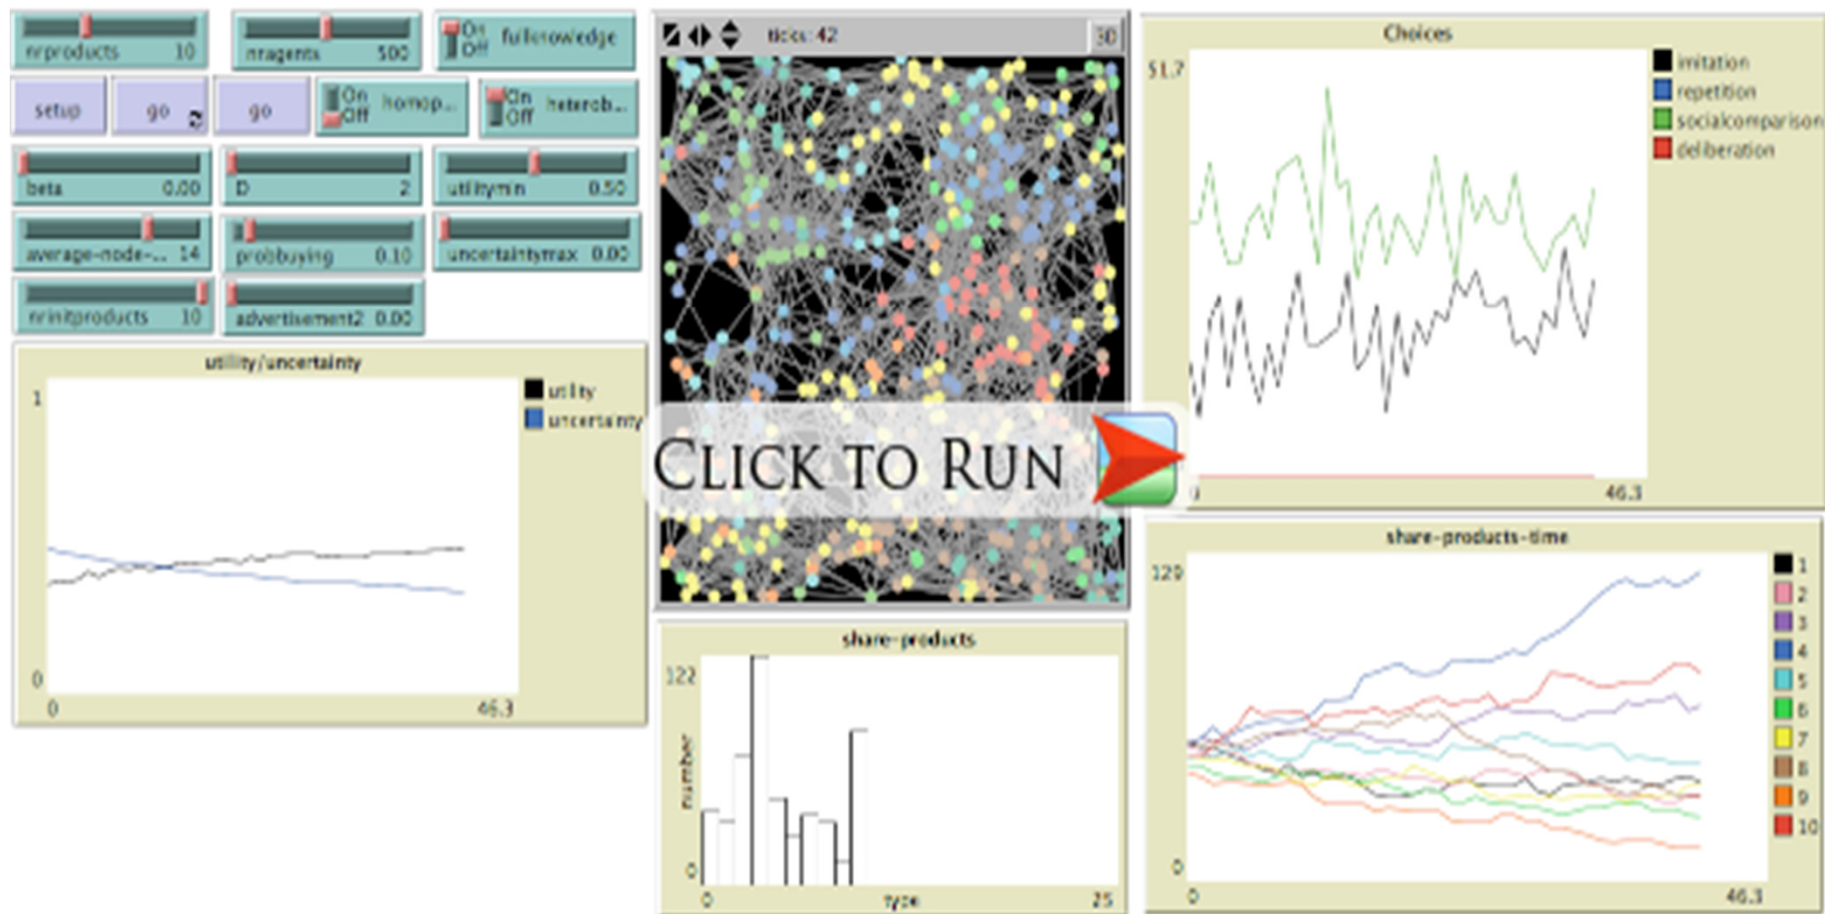 nrproducts 10
nragents 500
On
Off
fullknowledge
setup
go
go
On
Off
homop...
On
Off
heterob...
beta 0.00
D 2
utilitymin 0.50
average-node-... 14
probbuying 0.10
uncertaintymax 0.00
nrinitproducts 10
advertisement2 0.00
utility/uncertainty
1
0
0 46.3
utility
uncertainty
ticks: 42
3D
CLICK TO RUN
share-products
122
0
number
0 type 25
Choices
51.7
0 46.3
imitation
repetition
socialcomparison
deliberation
share-products-time
129
0
0 46.3
1
2
3
4
5
6
7
8
9
10